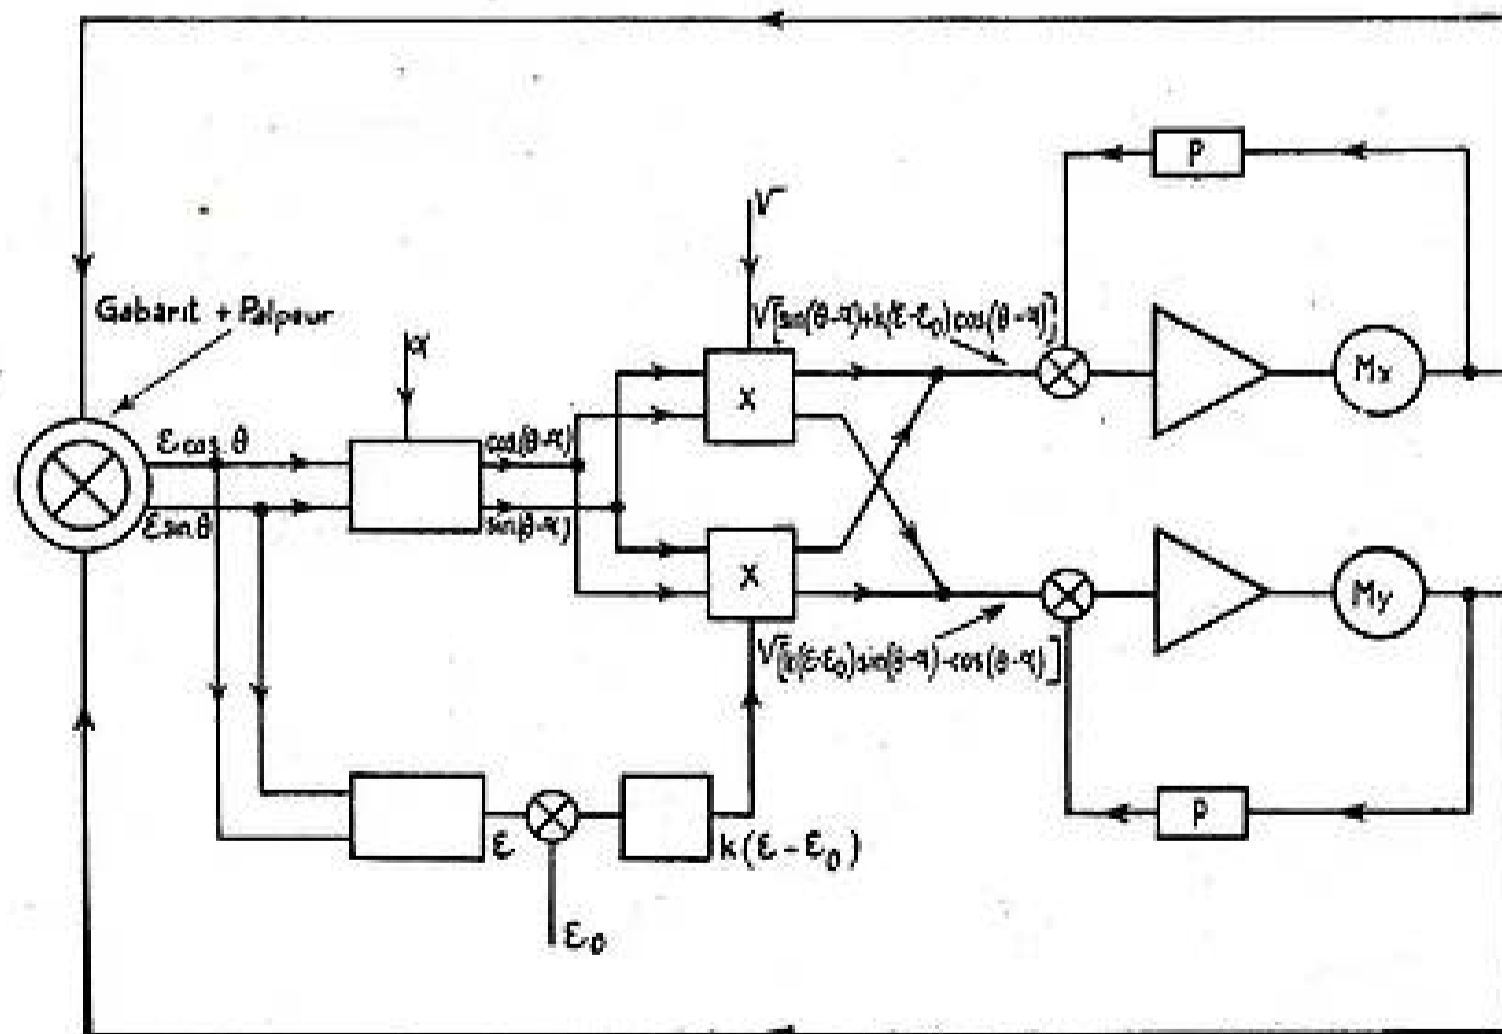 P
V
Gabarit + Palpeur
V[sin(θ-α)+k(ε-ε₀)cos(θ-α)]
α
X
Mx
ε cos θ
cos(θ-α)
ε sin θ
sin(θ-α)
X
My
V[k(ε-ε₀)sin(θ-α)-cos(θ-α)]
P
ε
k(ε - ε₀)
ε₀